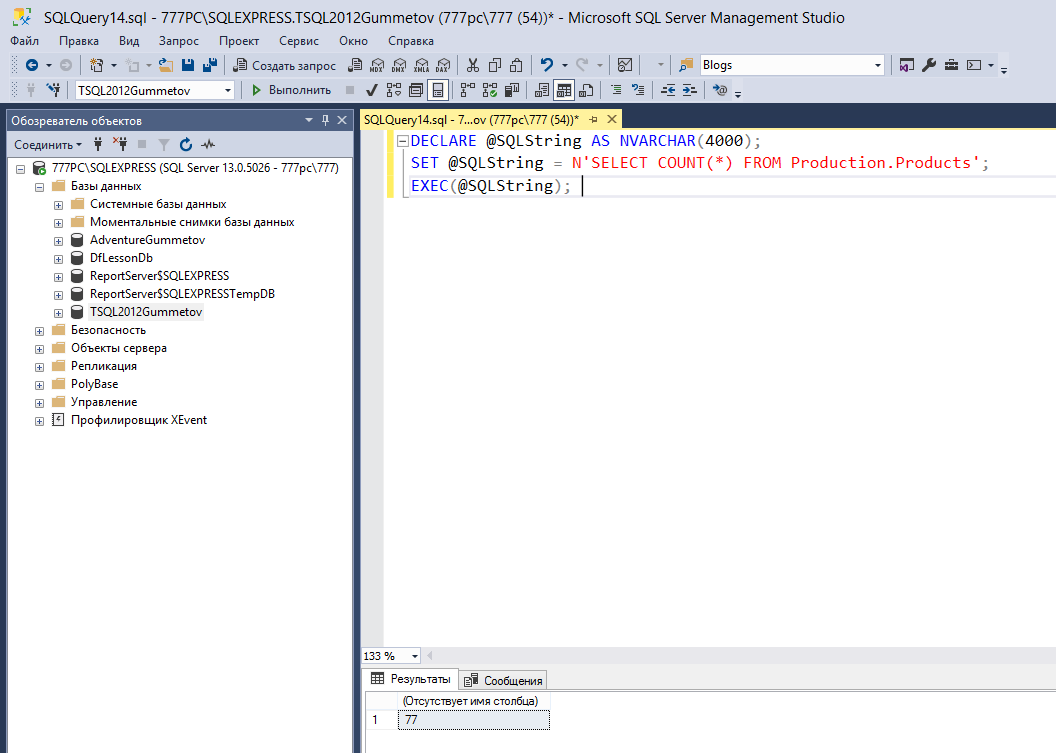 SQLQuery14.sql - 777PC\SQLEXPRESS.TSQL2012Gummetov (777pc\777 (54))* - Microsoft SQL Server Management Studio
Файл Правка Вид Запрос Проект Сервис Окно Справка
Создать запрос MDX DMX XMLA DAX Blogs
TSQL2012Gummetov Выполнить
Обозреватель объектов
SQLQuery14.sql - 7...ov (777pc\777 (54))*
Соединить
777PC\SQLEXPRESS (SQL Server 13.0.5026 - 777pc\777)
Базы данных
Системные базы данных
Моментальные снимки базы данных
AdventureGummetov
DfLessonDb
ReportServer$SQLEXPRESS
ReportServer$SQLEXPRESSTempDB
TSQL2012Gummetov
Безопасность
Объекты сервера
Репликация
PolyBase
Управление
Профилировщик XEvent
DECLARE @SQLString AS NVARCHAR(4000);
SET @SQLString = N'SELECT COUNT(*) FROM Production.Products';
EXEC(@SQLString);
133 %
Результаты Сообщения
(Отсутствует имя столбца)
1 77